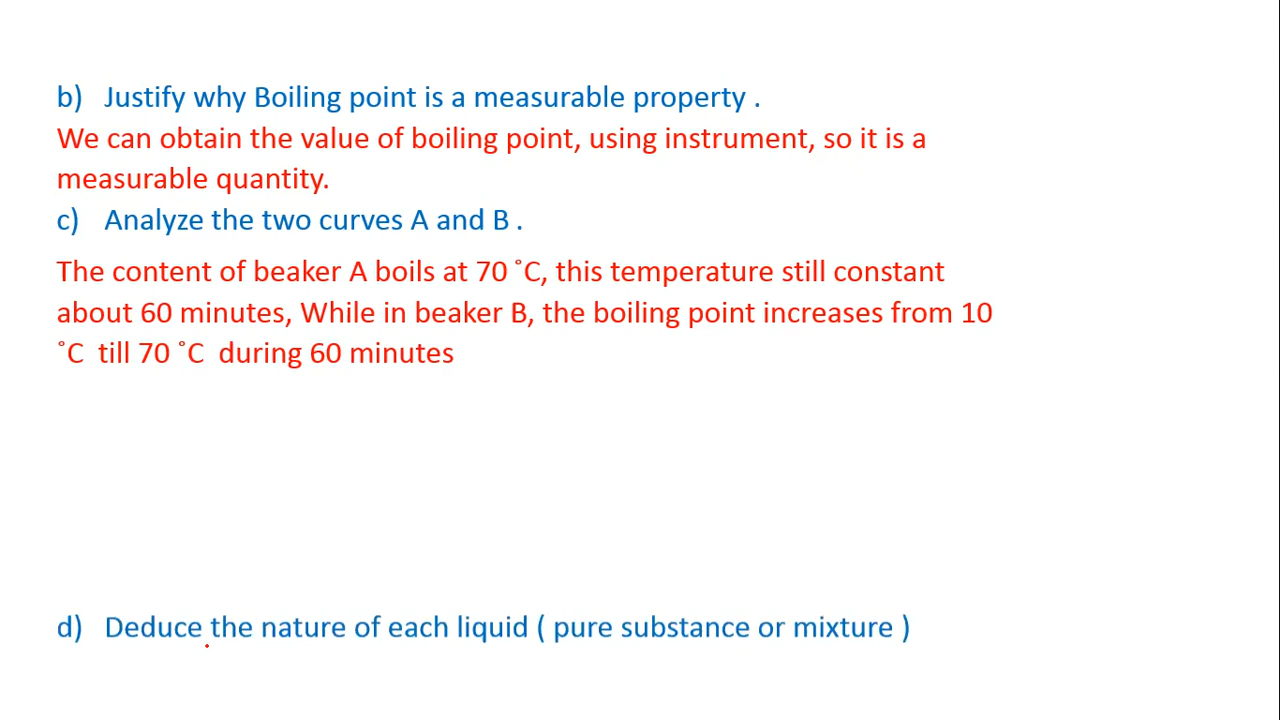 b) Justify why Boiling point is a measurable property .
We can obtain the value of boiling point, using instrument, so it is a
measurable quantity.
c) Analyze the two curves A and B .
The content of beaker A boils at 70 ˚C, this temperature still constant
about 60 minutes, While in beaker B, the boiling point increases from 10
˚C till 70 ˚C during 60 minutes
d) Deduce the nature of each liquid ( pure substance or mixture )